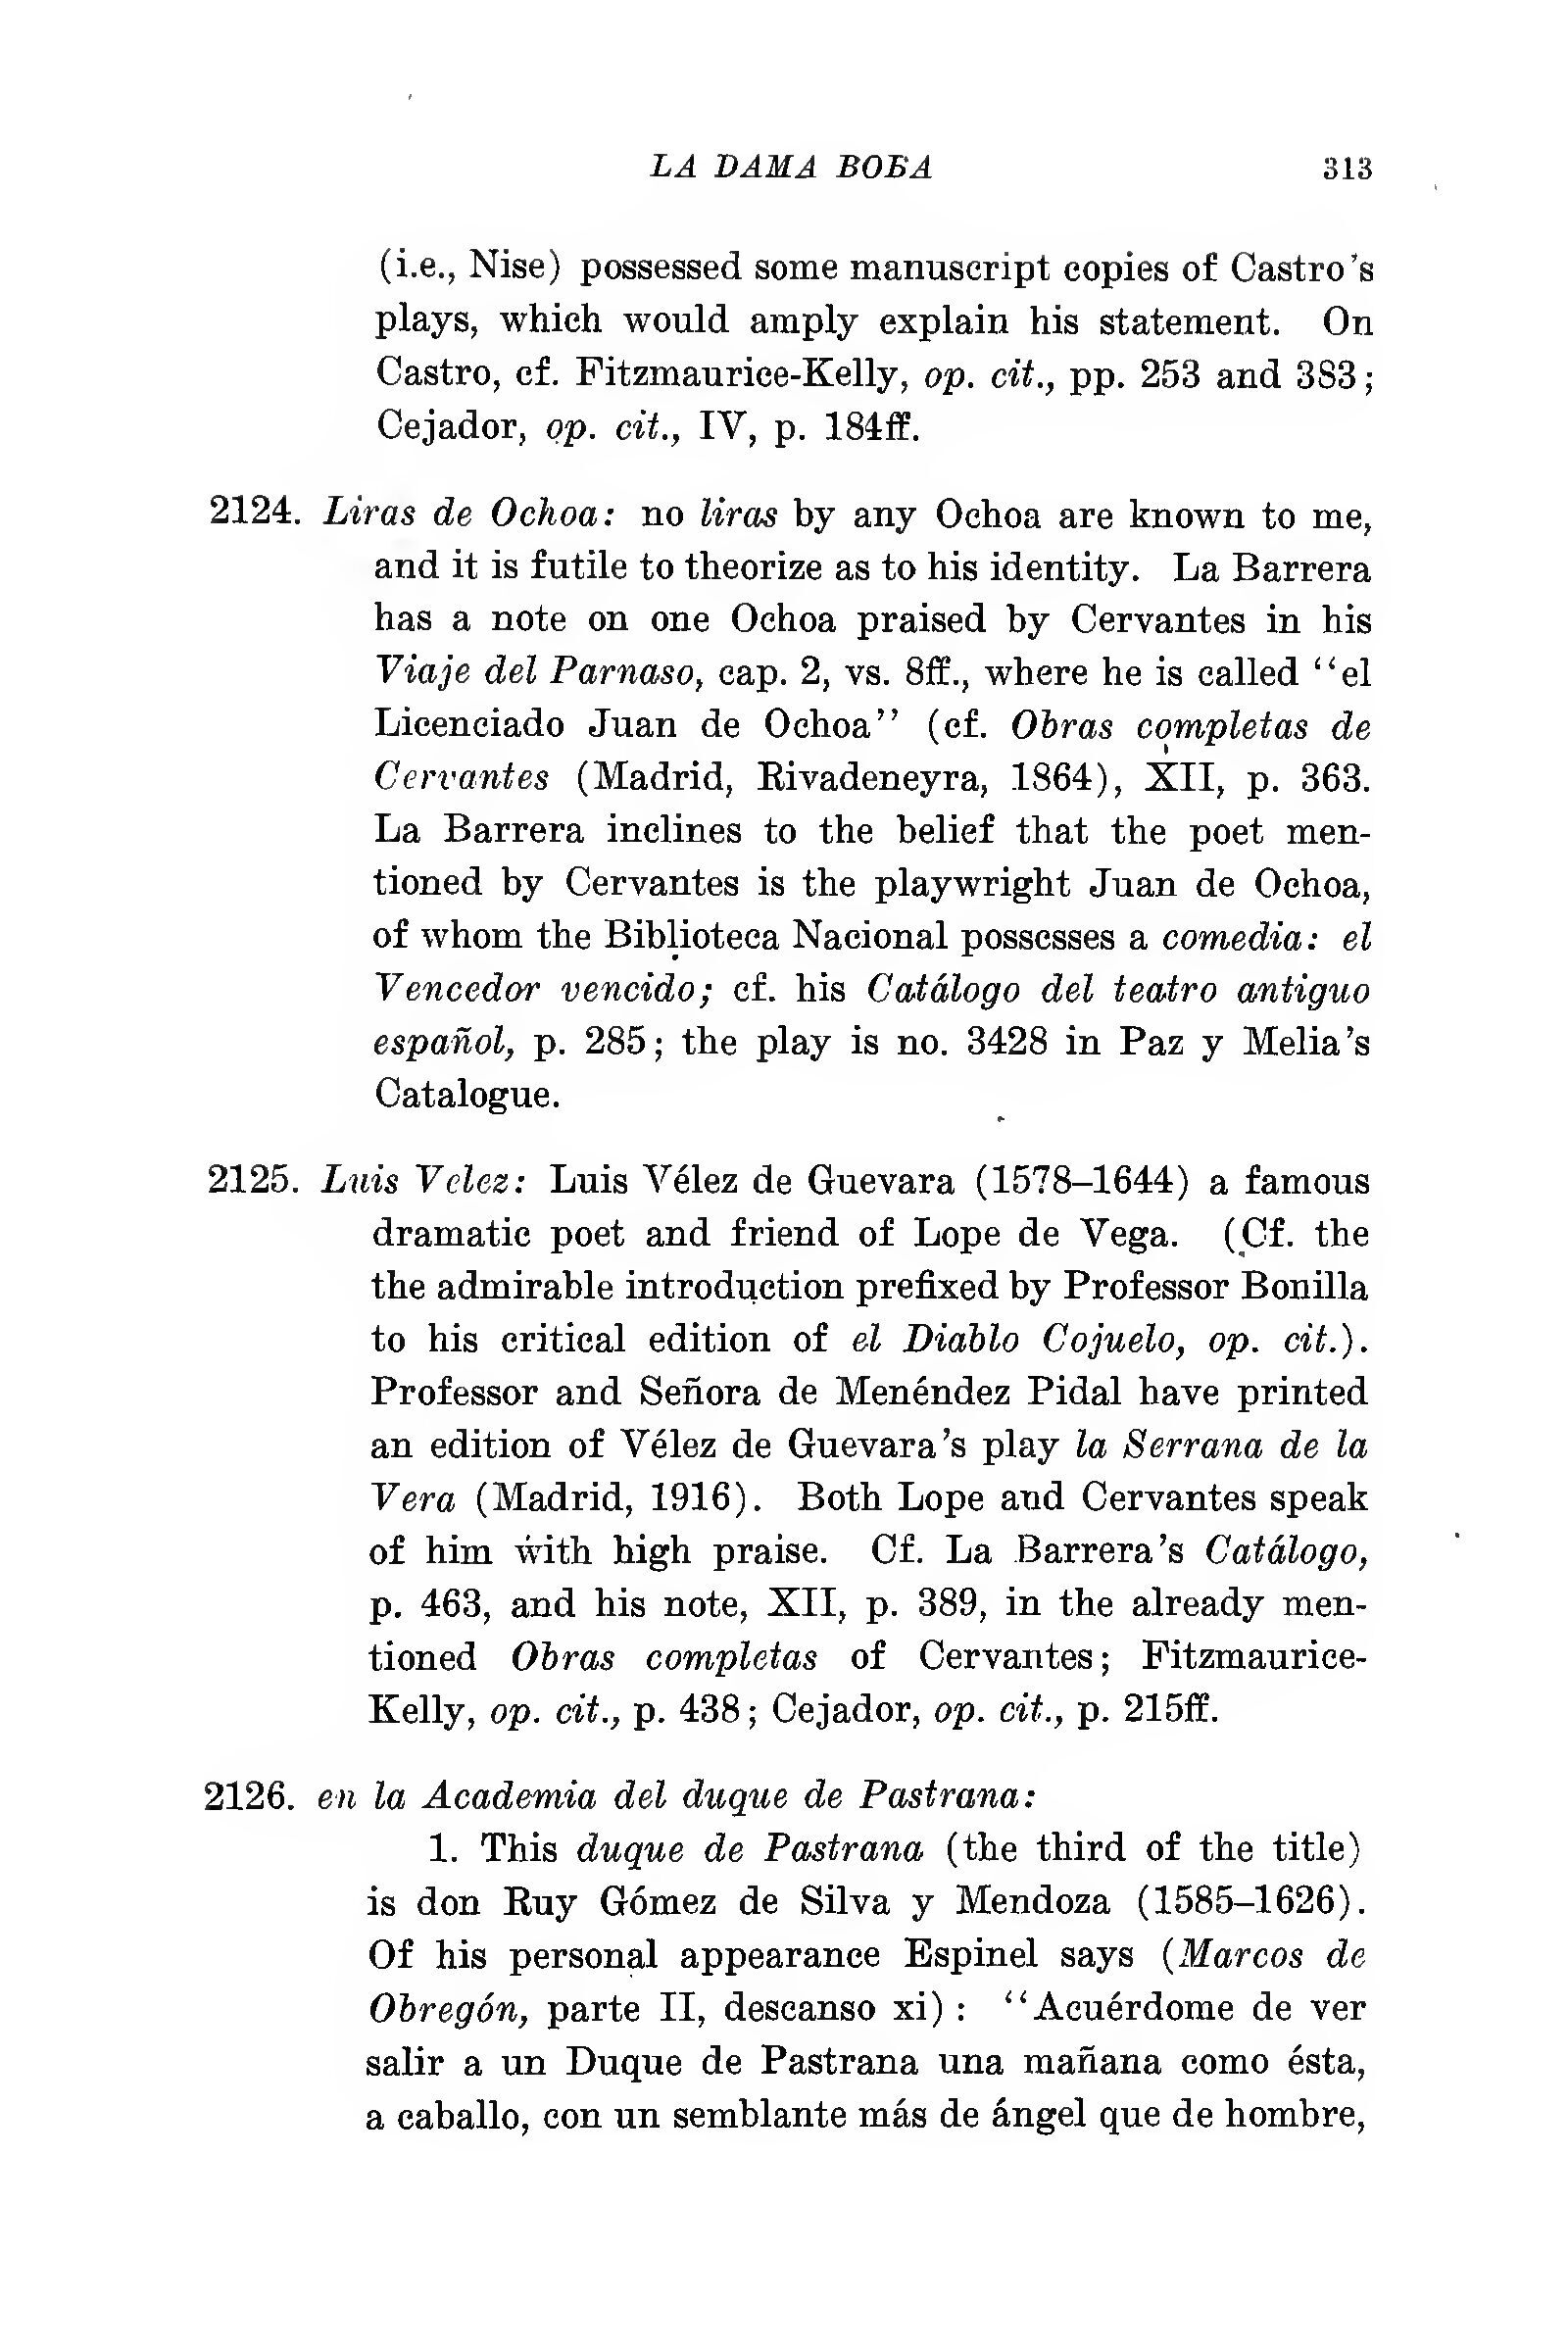 LA DAMA BOBA 313
(i.e., Nise) possessed some manuscript copies of Castro's
plays, which would amply explain his statement. On
Castro, cf. Fitzmaurice-Kelly, op. cit., pp. 253 and 383;
Cejador, op. cit., IV, p. 184ff.
2124. Liras de Ochoa: no liras by any Ochoa are known to me,
and it is futile to theorize as to his identity. La Barrera
has a note on one Ochoa praised by Cervantes in his
Viaje del Parnaso, cap. 2, vs. 8ff., where he is called "el
Licenciado Juan de Ochoa" (cf. Obras completas de
Cervantes (Madrid, Rivadeneyra, 1864), XII, p. 363.
La Barrera inclines to the belief that the poet men-
tioned by Cervantes is the playwright Juan de Ochoa,
of whom the Biblioteca Nacional possesses a comedia: el
Vencedor vencido; cf. his Catálogo del teatro antiguo
español, p. 285; the play is no. 3428 in Paz y Melia's
Catalogue.
2125. Luis Velez: Luis Vélez de Guevara (1578–1644) a famous
dramatic poet and friend of Lope de Vega. (Cf. the
the admirable introduction prefixed by Professor Bonilla
to his critical edition of el Diablo Cojuelo, op. cit.).
Professor and Señora de Menéndez Pidal have printed
an edition of Vélez de Guevara's play la Serrana de la
Vera (Madrid, 1916). Both Lope and Cervantes speak
of him with high praise. Cf. La Barrera's Catálogo,
p. 463, and his note, XII, p. 389, in the already men-
tioned Obras completas of Cervantes; Fitzmaurice-
Kelly, op. cit., p. 438; Cejador, op. cit., p. 215ff.
2126. en la Academia del duque de Pastrana:
1. This duque de Pastrana (the third of the title)
is don Ruy Gómez de Silva y Mendoza (1585–1626).
Of his personal appearance Espinel says (Marcos de
Obregón, parte II, descanso xi): "Acuérdome de ver
salir a un Duque de Pastrana una mañana como ésta,
a caballo, con un semblante más de ángel que de hombre,